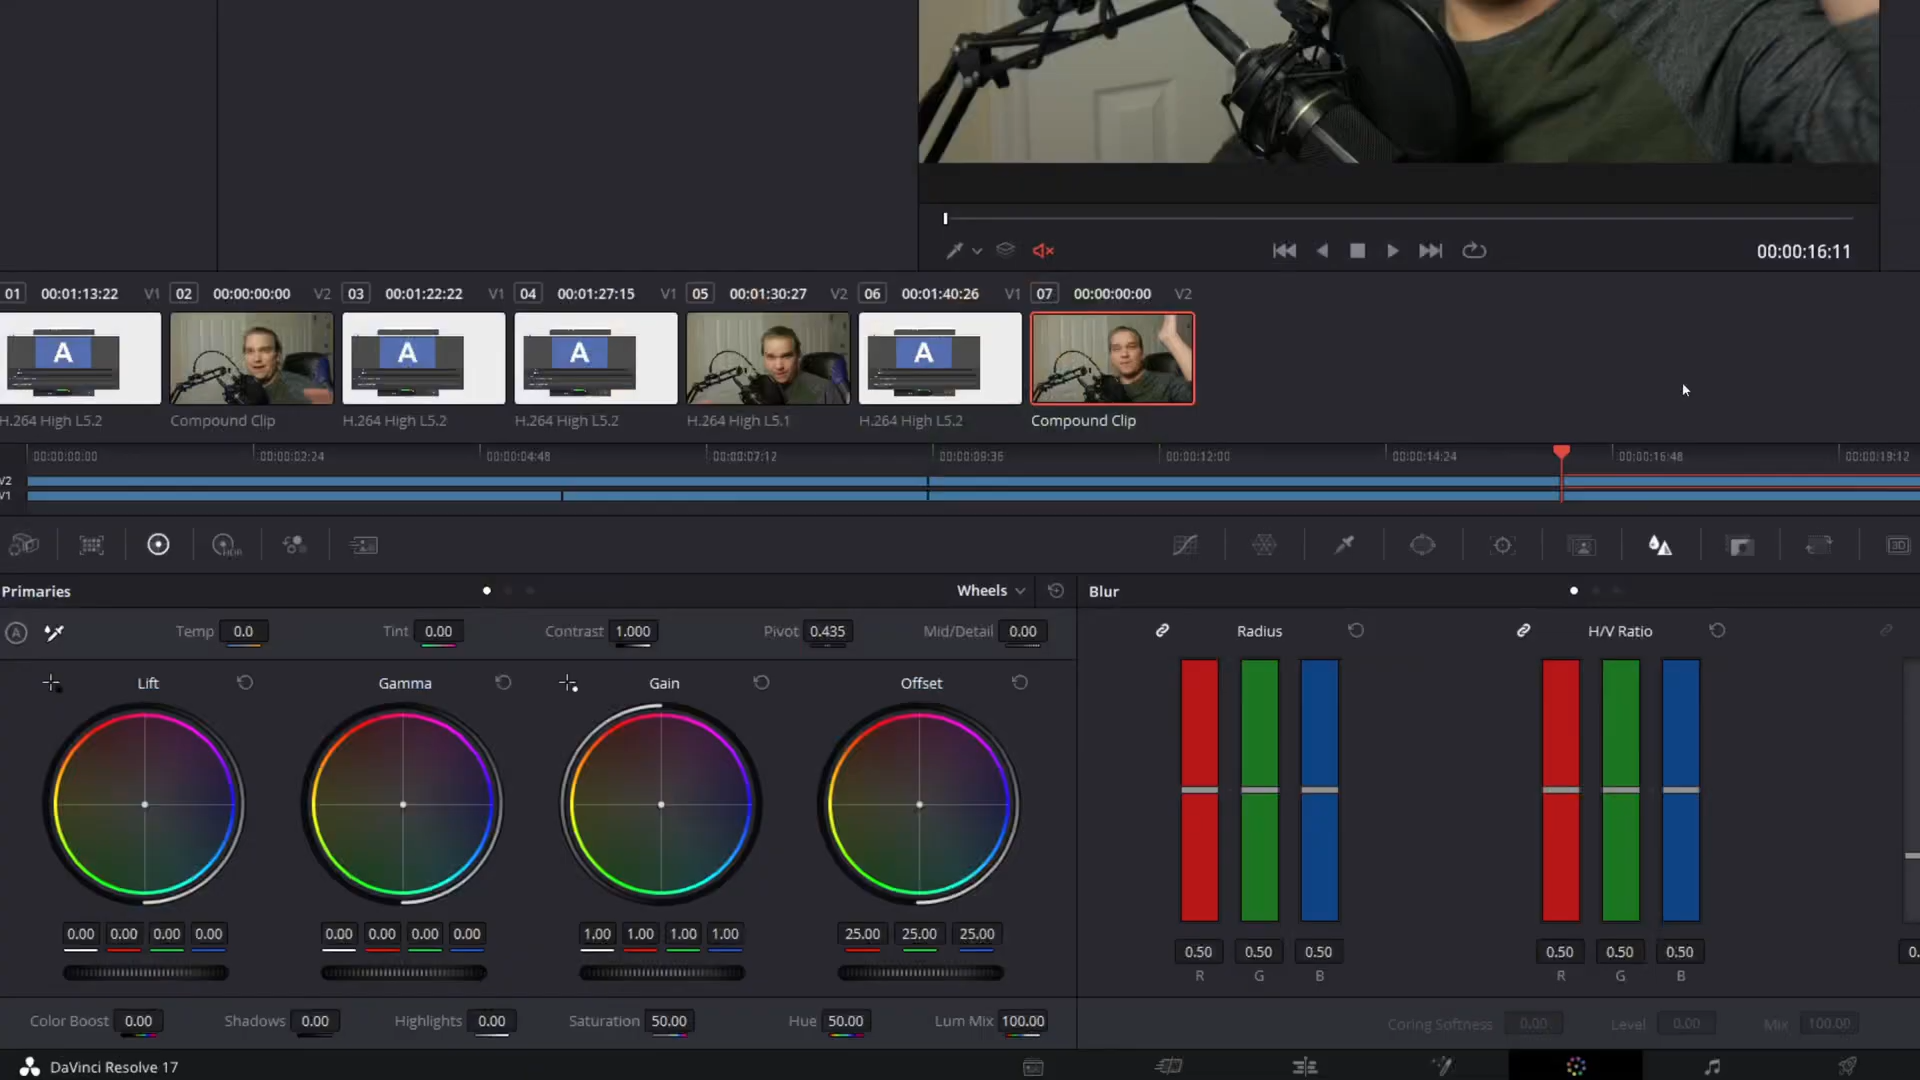 00:00:16:11
01 00:01:13:22 V1 02 00:00:00:00 V2 03 00:01:22:22 V1 04 00:01:27:15 V1 05 00:01:30:27 V2 06 00:01:40:26 V1 07 00:00:00:00 V2
A A A A
H.264 High L5.2 Compound Clip H.264 High L5.2 H.264 High L5.2 H.264 High L5.1 H.264 High L5.2 Compound Clip
00:00:00:00 00:00:02:24 00:00:04:48 00:00:07:12 00:00:09:36 00:00:12:00 00:00:14:24 00:00:16:48 00:00:19:12
V2
V1
HDR 3D
Primaries Wheels Blur
A Temp 0.0 Tint 0.00 Contrast 1.000 Pivot 0.435 Mid/Detail 0.00 Radius H/V Ratio
Lift Gamma Gain Offset
0.00 0.00 0.00 0.00 0.00 0.00 0.00 0.00 1.00 1.00 1.00 1.00 25.00 25.00 25.00
0.50 0.50 0.50 0.50 0.50 0.50 0.
R G B R G B
Color Boost 0.00 Shadows 0.00 Highlights 0.00 Saturation 50.00 Hue 50.00 Lum Mix 100.00 Coring Softness 0.00 Level 0.00 Mix 100.00
DaVinci Resolve 17